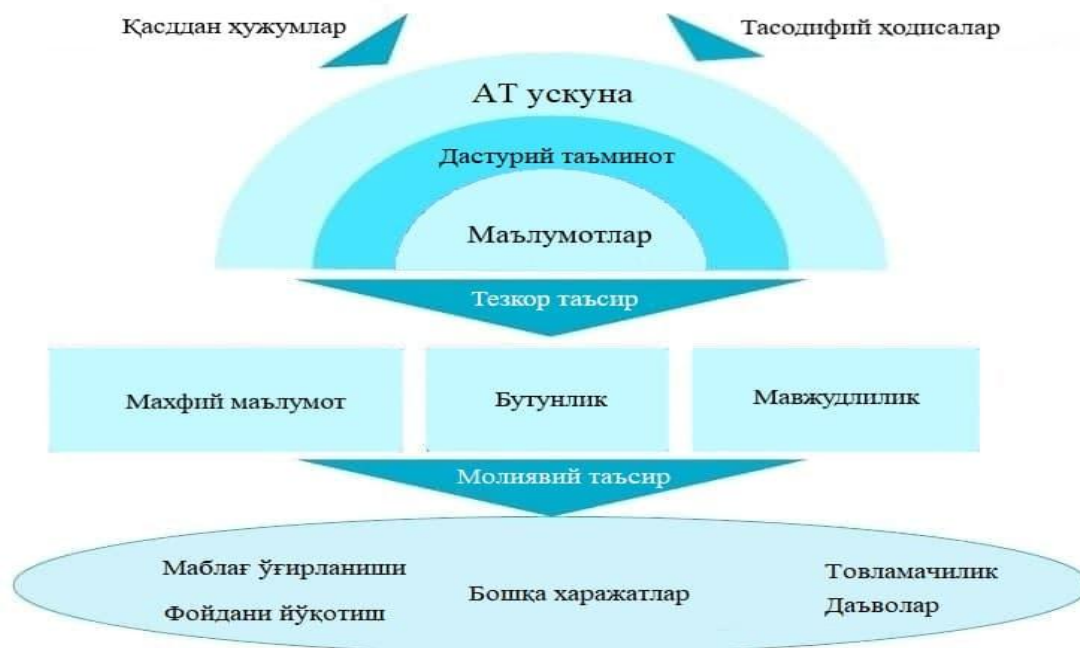 Қасддан ҳужумлар
Тасодифий ҳодисалар
АТ ускуна
Дастурий таъминот
Маълумотлар
Тезкор таъсир
Махфий маълумот
Бутунлик
Мавжудлилик
Молиявий таъсир
Маблағ ўғирланиши
Фойдани йўқотиш
Бошқа харажатлар
Товламачилик
Даъволар